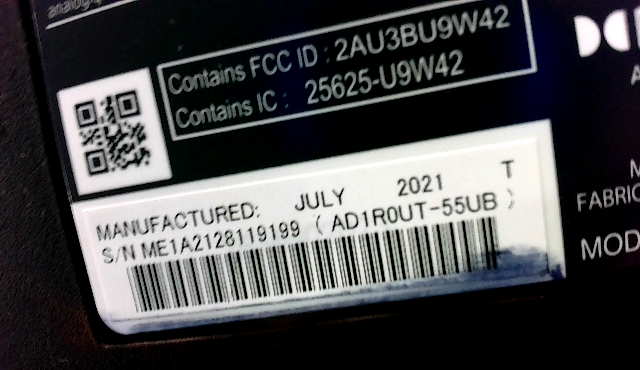 Contains FCC ID : 2AU3BU9W42
Contains IC : 25625-U9W42
MANUFACTURED: JULY 2021 T
S/N ME1A2128119199 ( AD1R0UT-55UB )
FABRIC
MOD